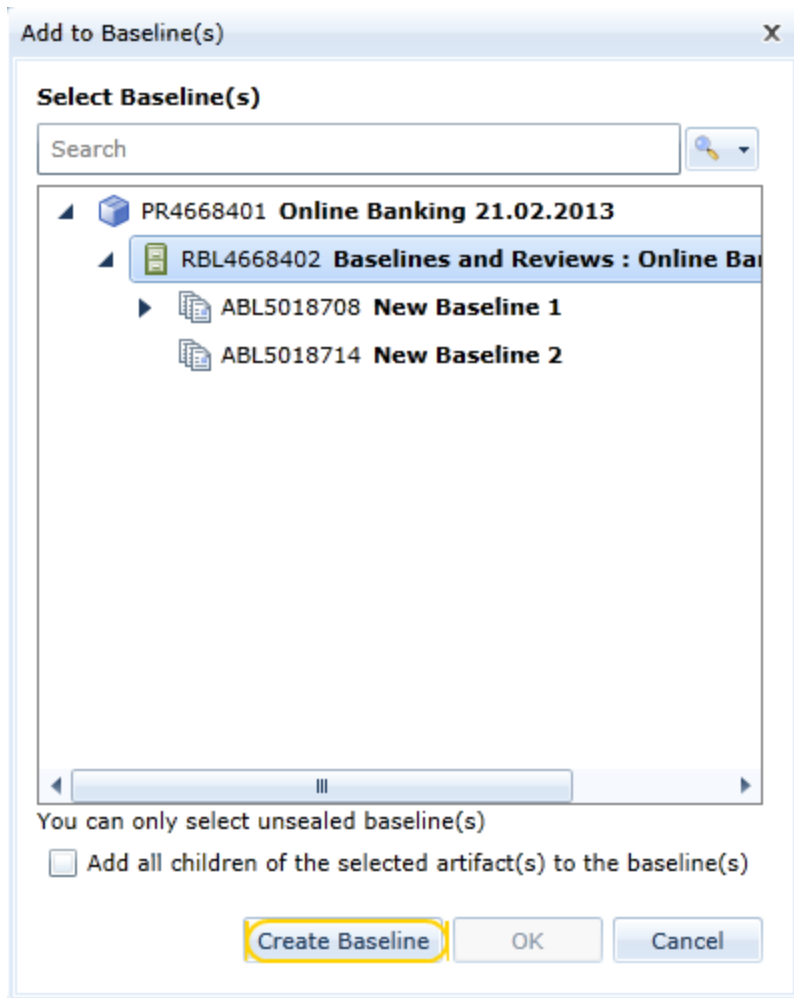 Add to Baseline(s)
x
Select Baseline(s)
Search
PR4668401 Online Banking 21.02.2013
RBL4668402 Baselines and Reviews : Online Ba
ABL5018708 New Baseline 1
ABL5018714 New Baseline 2
You can only select unsealed baseline(s)
Add all children of the selected artifact(s) to the baseline(s)
Create Baseline OK Cancel